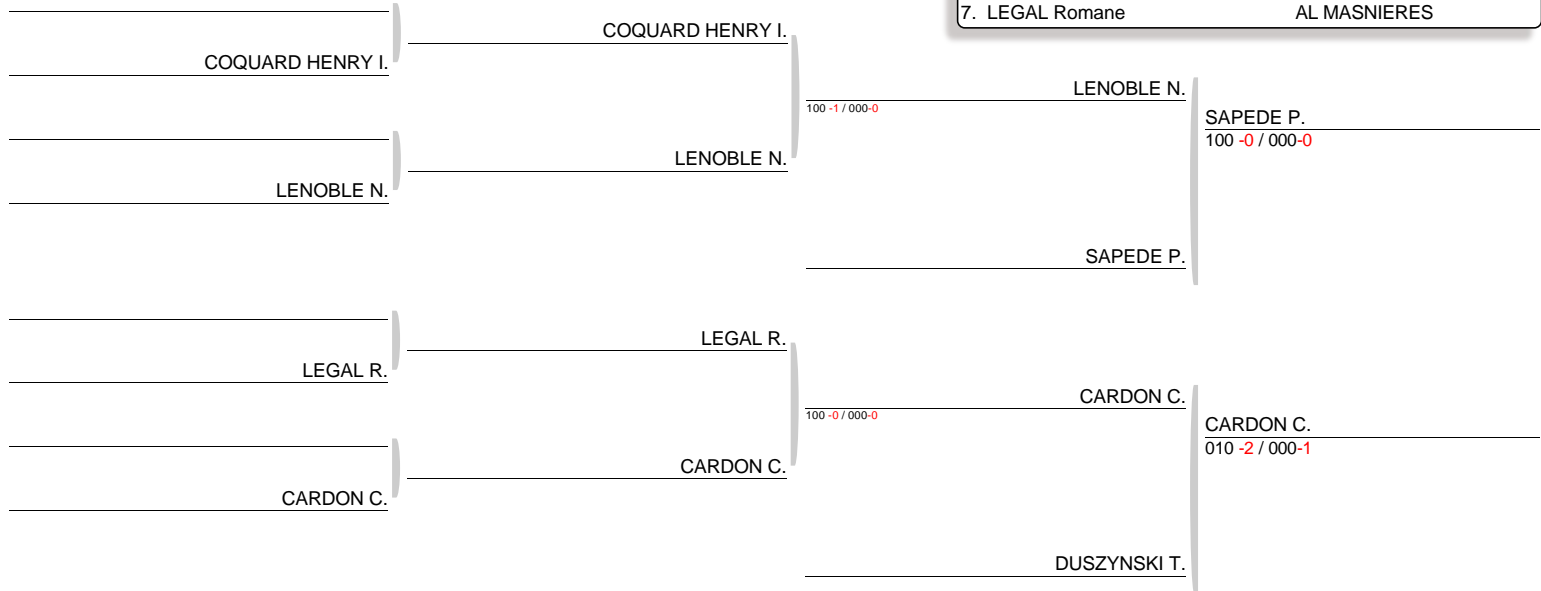 7. LEGAL Romane AL MASNIERES
COQUARD HENRY I.
COQUARD HENRY I.
LENOBLE N.
100 -1 / 000-0
SAPEDE P.
100 -0 / 000-0
LENOBLE N.
LENOBLE N.
SAPEDE P.
LEGAL R.
LEGAL R.
CARDON C.
100 -0 / 000-0
CARDON C.
010 -2 / 000-1
CARDON C.
CARDON C.
DUSZYNSKI T.